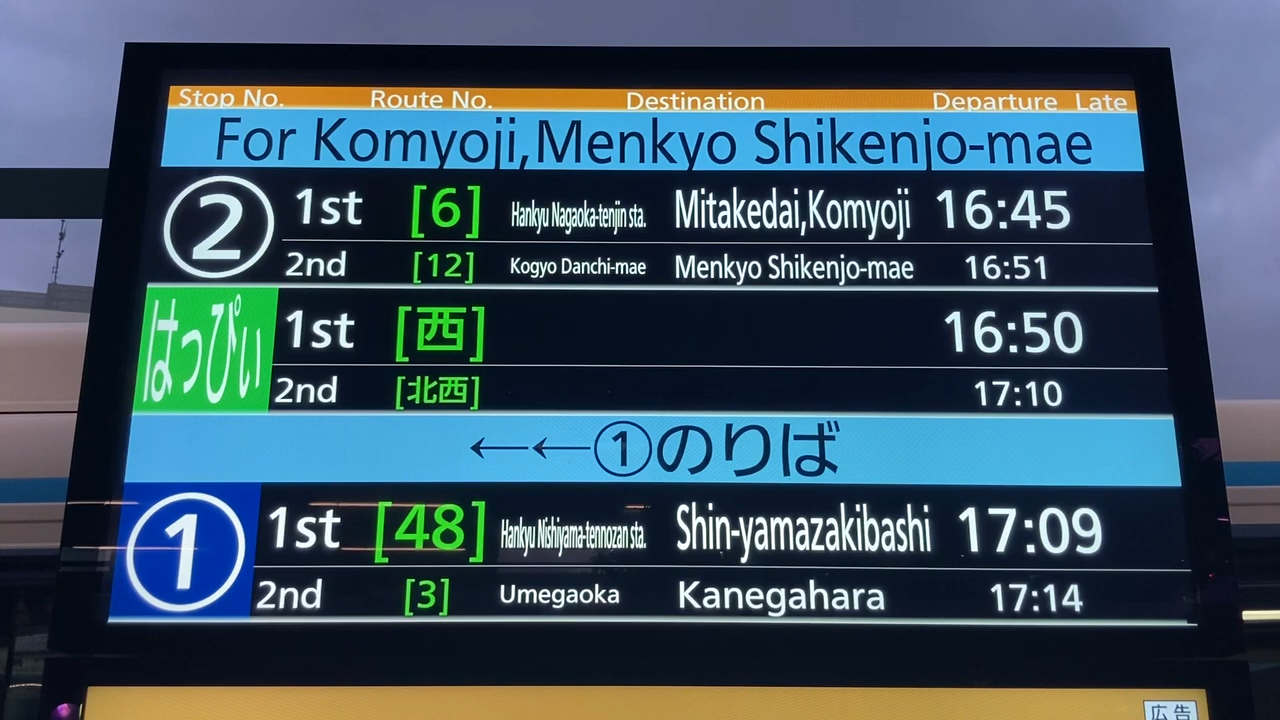 Stop No. Route No. Destination Departure Late
For Komyoji,Menkyo Shikenjo-mae
② 1st [6] Hankyu Nagaoka-tenjin sta. Mitakedai,Komyoji 16:45
2nd [12] Kogyo Danchi-mae Menkyo Shikenjo-mae 16:51
はっぴぃ 1st [西] 16:50
2nd [北西] 17:10
←←①のりば
① 1st [48] Hankyu Nishiyama-tennozan sta. Shin-yamazakibashi 17:09
2nd [3] Umegaoka Kanegahara 17:14
広告